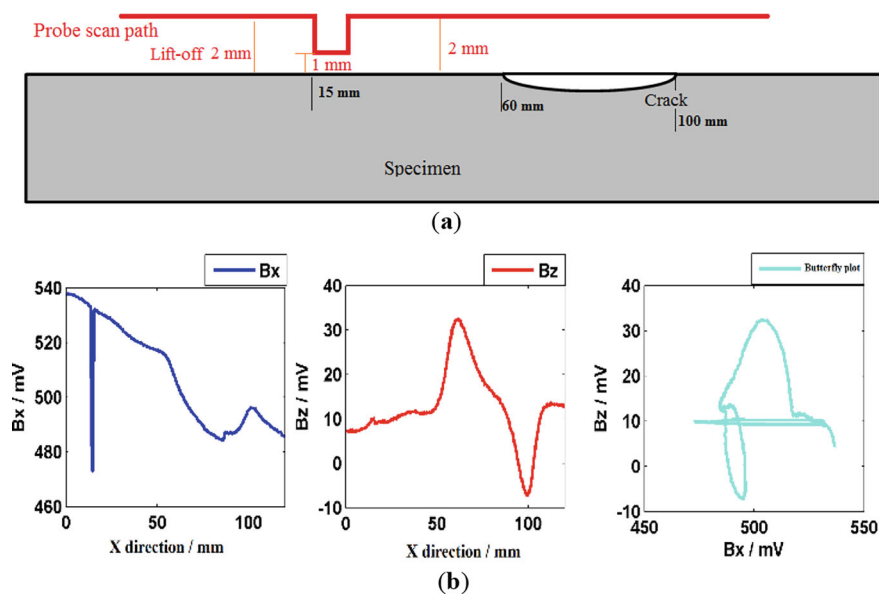 Probe scan path
Lift-off 2 mm
1 mm
2 mm
15 mm
60 mm
Crack
100 mm
Specimen
(a)
Bx
540
520
500
480
460
Bx / mV
0
50
100
X direction / mm
Bz
40
30
20
10
0
-10
Bz / mV
0
50
100
X direction / mm
Butterfly plot
40
30
20
10
0
-10
Bz / mV
450
500
550
Bx / mV
(b)